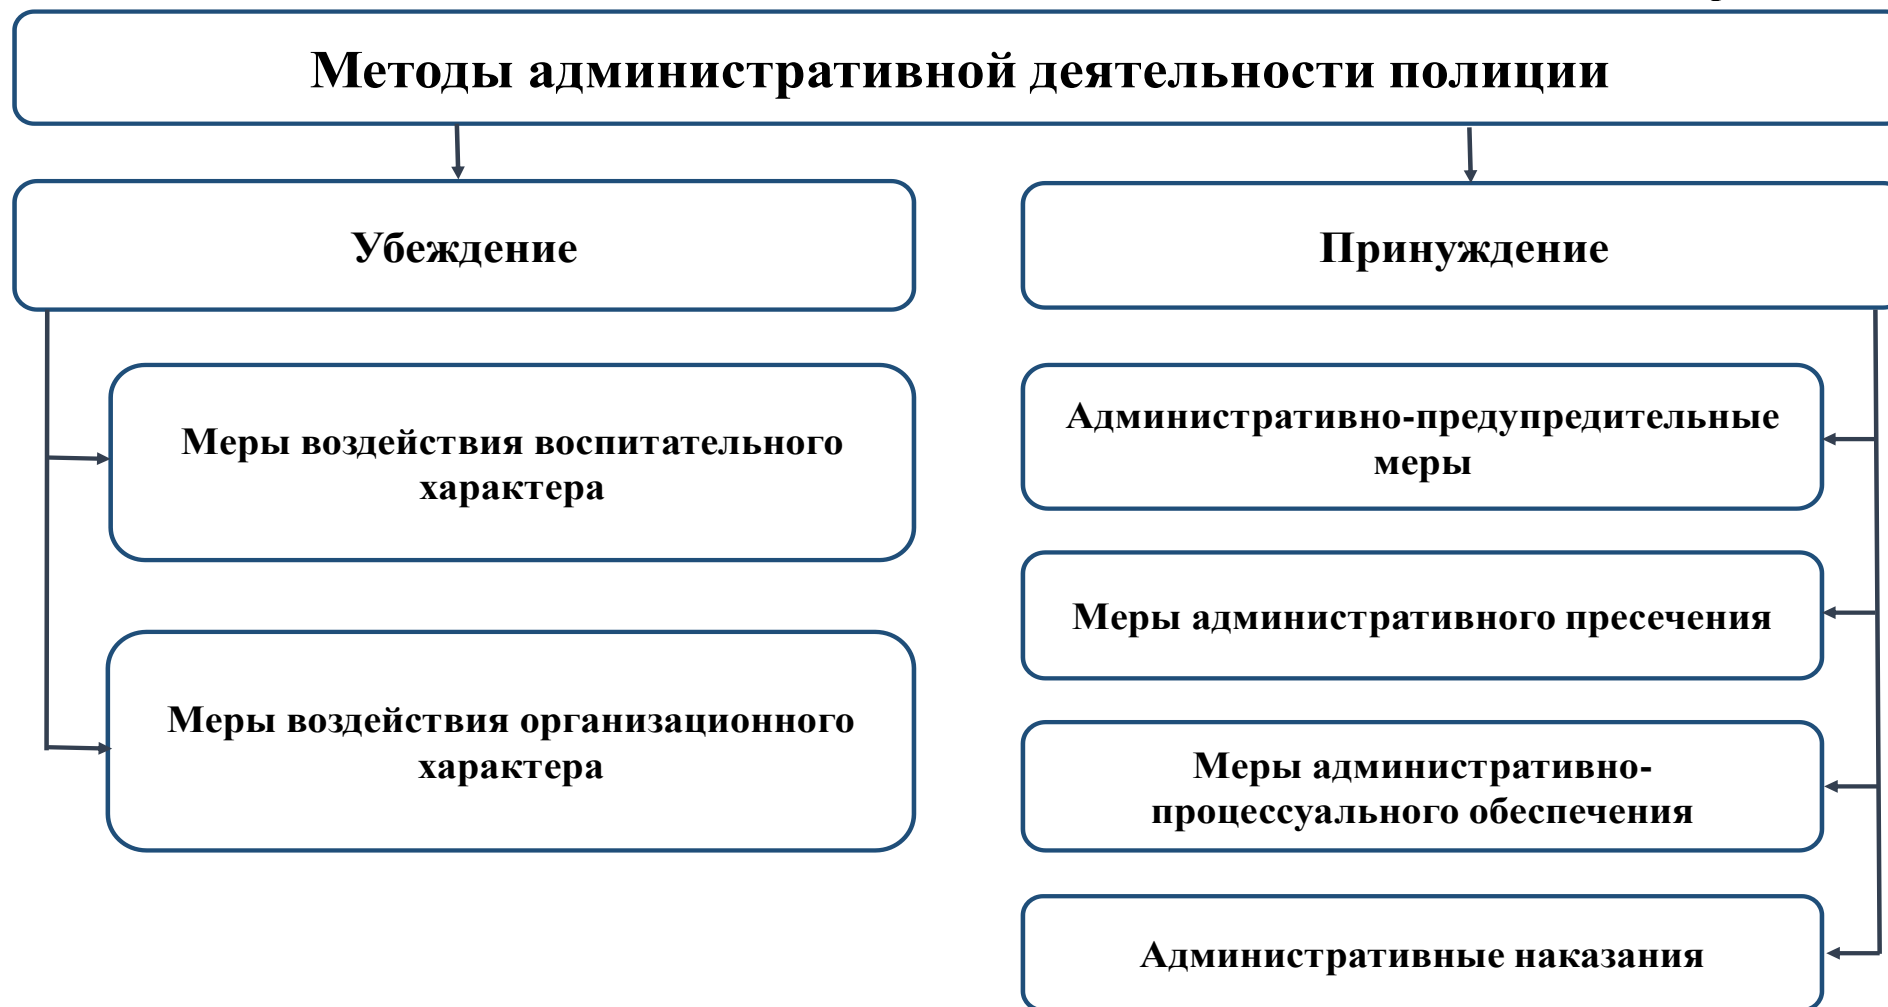 Методы административной деятельности полиции
Убеждение
Принуждение
Меры воздействия воспитательного
характера
Меры воздействия организационного
характера
Административно-предупредительные
меры
Меры административного пресечения
Меры административно-
процессуального обеспечения
Административные наказания